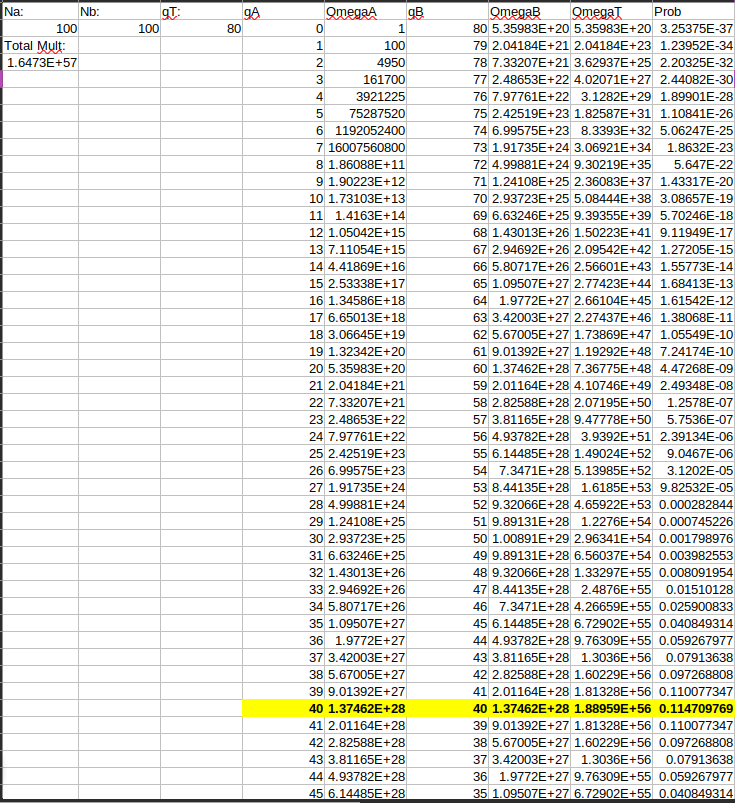 Na: Nb: qT: qA OmegaA qB OmegaB OmegaT Prob
100 100 80 0 1 80 5.35983E+20 5.35983E+20 3.25375E-37
Total Mult: 1 100 79 2.04184E+21 2.04184E+23 1.23952E-34
1.6473E+57 2 4950 78 7.33207E+21 3.62937E+25 2.20325E-32
3 161700 77 2.48653E+22 4.02071E+27 2.44082E-30
4 3921225 76 7.97761E+22 3.1282E+29 1.89901E-28
5 75287520 75 2.42519E+23 1.82587E+31 1.10841E-26
6 1192052400 74 6.99575E+23 8.3393E+32 5.06247E-25
7 16007560800 73 1.91735E+24 3.06921E+34 1.8632E-23
8 1.86088E+11 72 4.99881E+24 9.30219E+35 5.647E-22
9 1.90223E+12 71 1.24108E+25 2.36083E+37 1.43317E-20
10 1.73103E+13 70 2.93723E+25 5.08444E+38 3.08657E-19
11 1.4163E+14 69 6.63246E+25 9.39355E+39 5.70246E-18
12 1.05042E+15 68 1.43013E+26 1.50223E+41 9.11949E-17
13 7.11054E+15 67 2.94692E+26 2.09542E+42 1.27205E-15
14 4.41869E+16 66 5.80717E+26 2.56601E+43 1.55773E-14
15 2.53338E+17 65 1.09507E+27 2.77423E+44 1.68413E-13
16 1.34586E+18 64 1.9772E+27 2.66104E+45 1.61542E-12
17 6.65013E+18 63 3.42003E+27 2.27437E+46 1.38068E-11
18 3.06645E+19 62 5.67005E+27 1.73869E+47 1.05549E-10
19 1.32342E+20 61 9.01392E+27 1.19292E+48 7.24174E-10
20 5.35983E+20 60 1.37462E+28 7.36775E+48 4.47268E-09
21 2.04184E+21 59 2.01164E+28 4.10746E+49 2.49348E-08
22 7.33207E+21 58 2.82588E+28 2.07195E+50 1.2578E-07
23 2.48653E+22 57 3.81165E+28 9.47778E+50 5.7536E-07
24 7.97761E+22 56 4.93782E+28 3.9392E+51 2.39134E-06
25 2.42519E+23 55 6.14485E+28 1.49024E+52 9.0467E-06
26 6.99575E+23 54 7.3471E+28 5.13985E+52 3.1202E-05
27 1.91735E+24 53 8.44135E+28 1.6185E+53 9.82532E-05
28 4.99881E+24 52 9.32066E+28 4.65922E+53 0.000282844
29 1.24108E+25 51 9.89131E+28 1.2276E+54 0.000745226
30 2.93723E+25 50 1.00891E+29 2.96341E+54 0.001798976
31 6.63246E+25 49 9.89131E+28 6.56037E+54 0.003982553
32 1.43013E+26 48 9.32066E+28 1.33297E+55 0.008091954
33 2.94692E+26 47 8.44135E+28 2.4876E+55 0.01510128
34 5.80717E+26 46 7.3471E+28 4.26659E+55 0.025900833
35 1.09507E+27 45 6.14485E+28 6.72902E+55 0.040849314
36 1.9772E+27 44 4.93782E+28 9.76309E+55 0.059267977
37 3.42003E+27 43 3.81165E+28 1.3036E+56 0.07913638
38 5.67005E+27 42 2.82588E+28 1.60229E+56 0.097268808
39 9.01392E+27 41 2.01164E+28 1.81328E+56 0.110077347
40 1.37462E+28 40 1.37462E+28 1.88959E+56 0.114709769
41 2.01164E+28 39 9.01392E+27 1.81328E+56 0.110077347
42 2.82588E+28 38 5.67005E+27 1.60229E+56 0.097268808
43 3.81165E+28 37 3.42003E+27 1.3036E+56 0.07913638
44 4.93782E+28 36 1.9772E+27 9.76309E+55 0.059267977
45 6.14485E+28 35 1.09507E+27 6.72902E+55 0.040849314